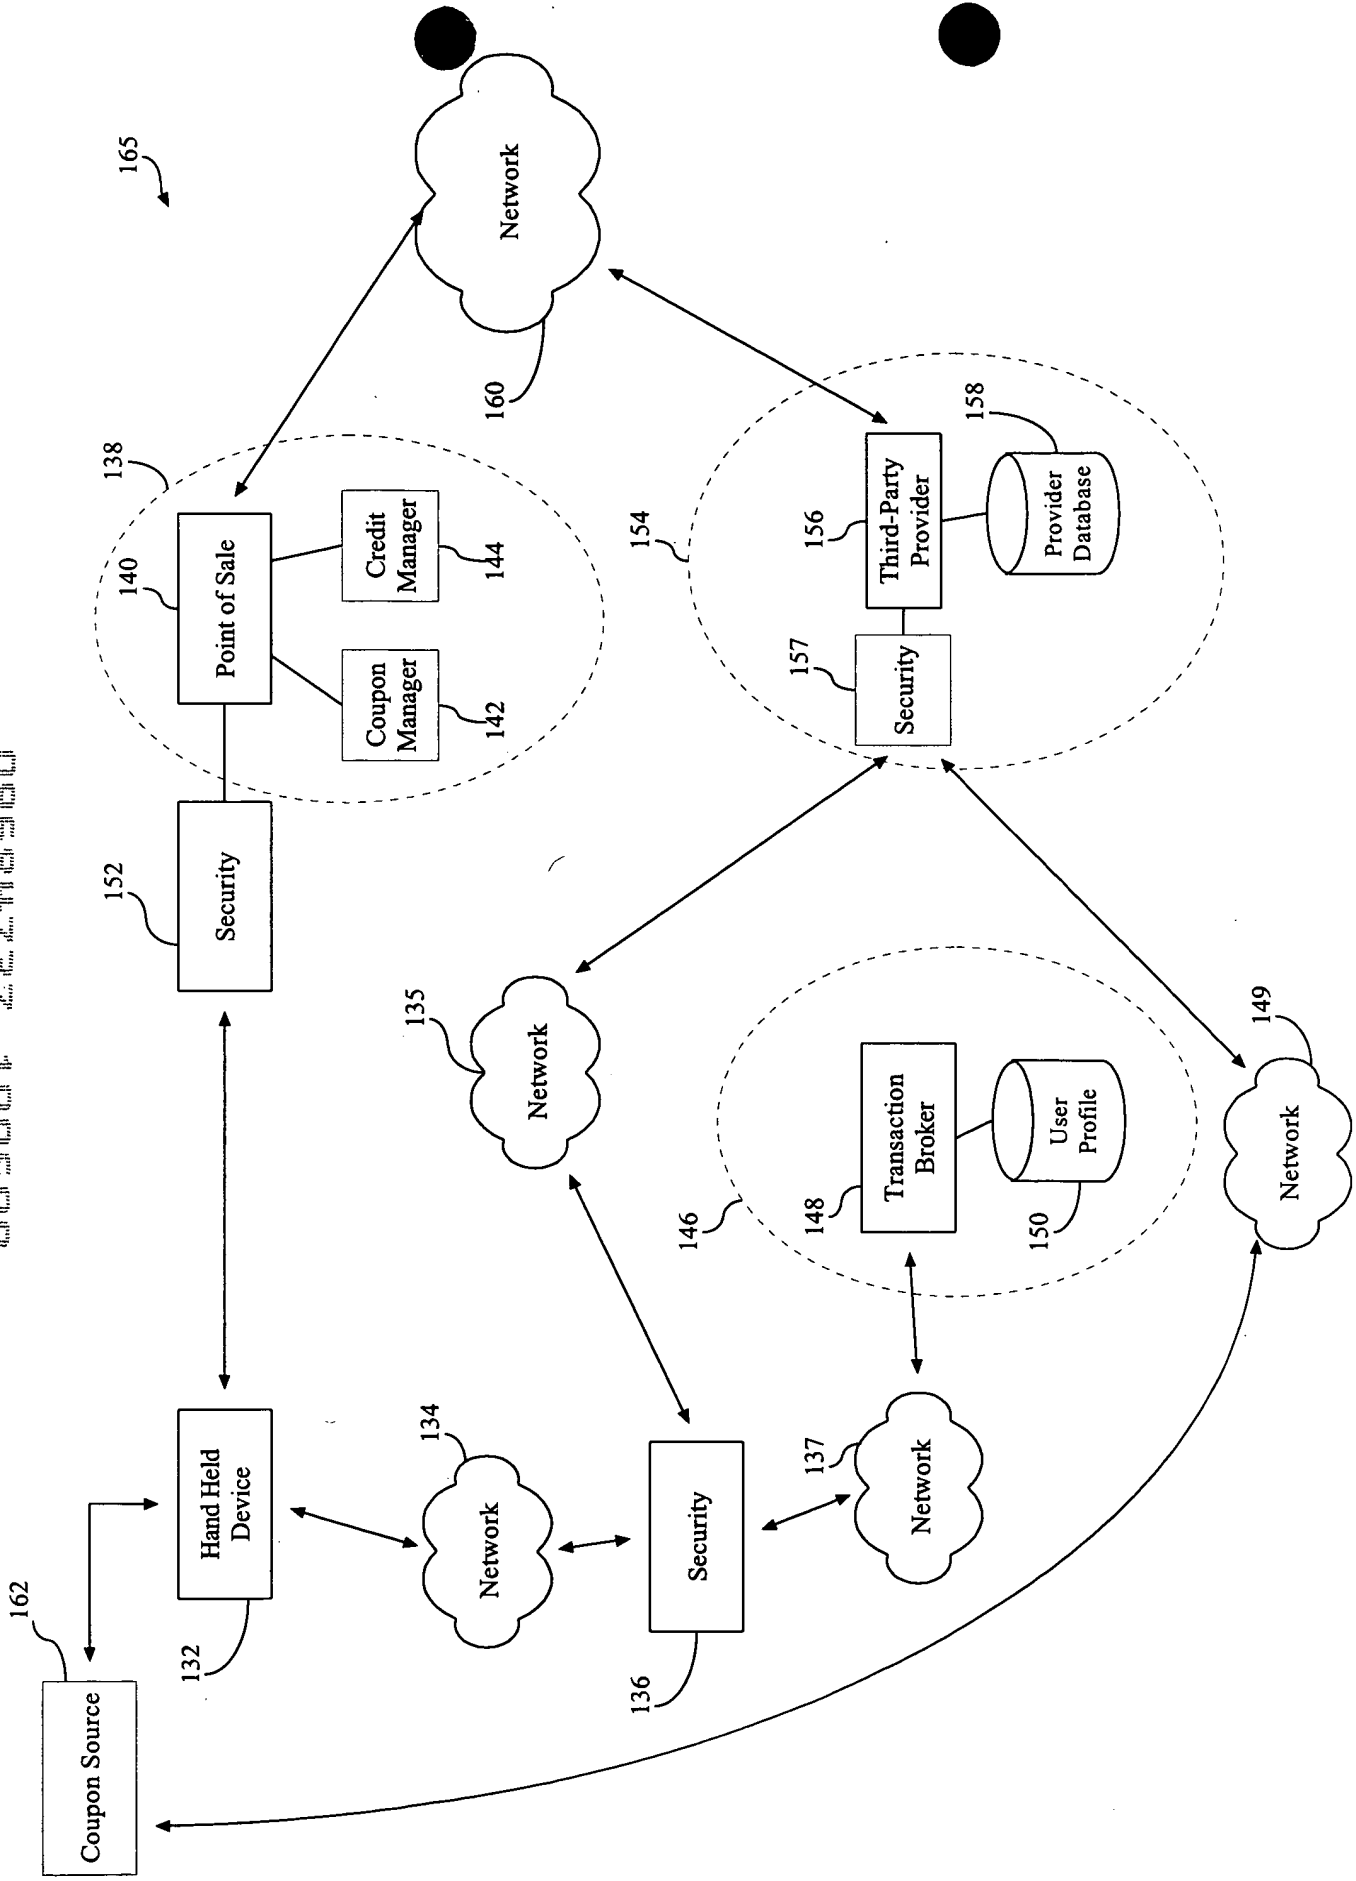 162
Coupon Source
132
Hand Held
Device
152
Security
140
Point of Sale
138
165
Coupon
Manager
142
Credit
Manager
144
134
Network
135
Network
160
Network
136
Security
137
Network
146
148
Transaction
Broker
150
User
Profile
149
Network
154
157
Security
156
Third-Party
Provider
158
Provider
Database